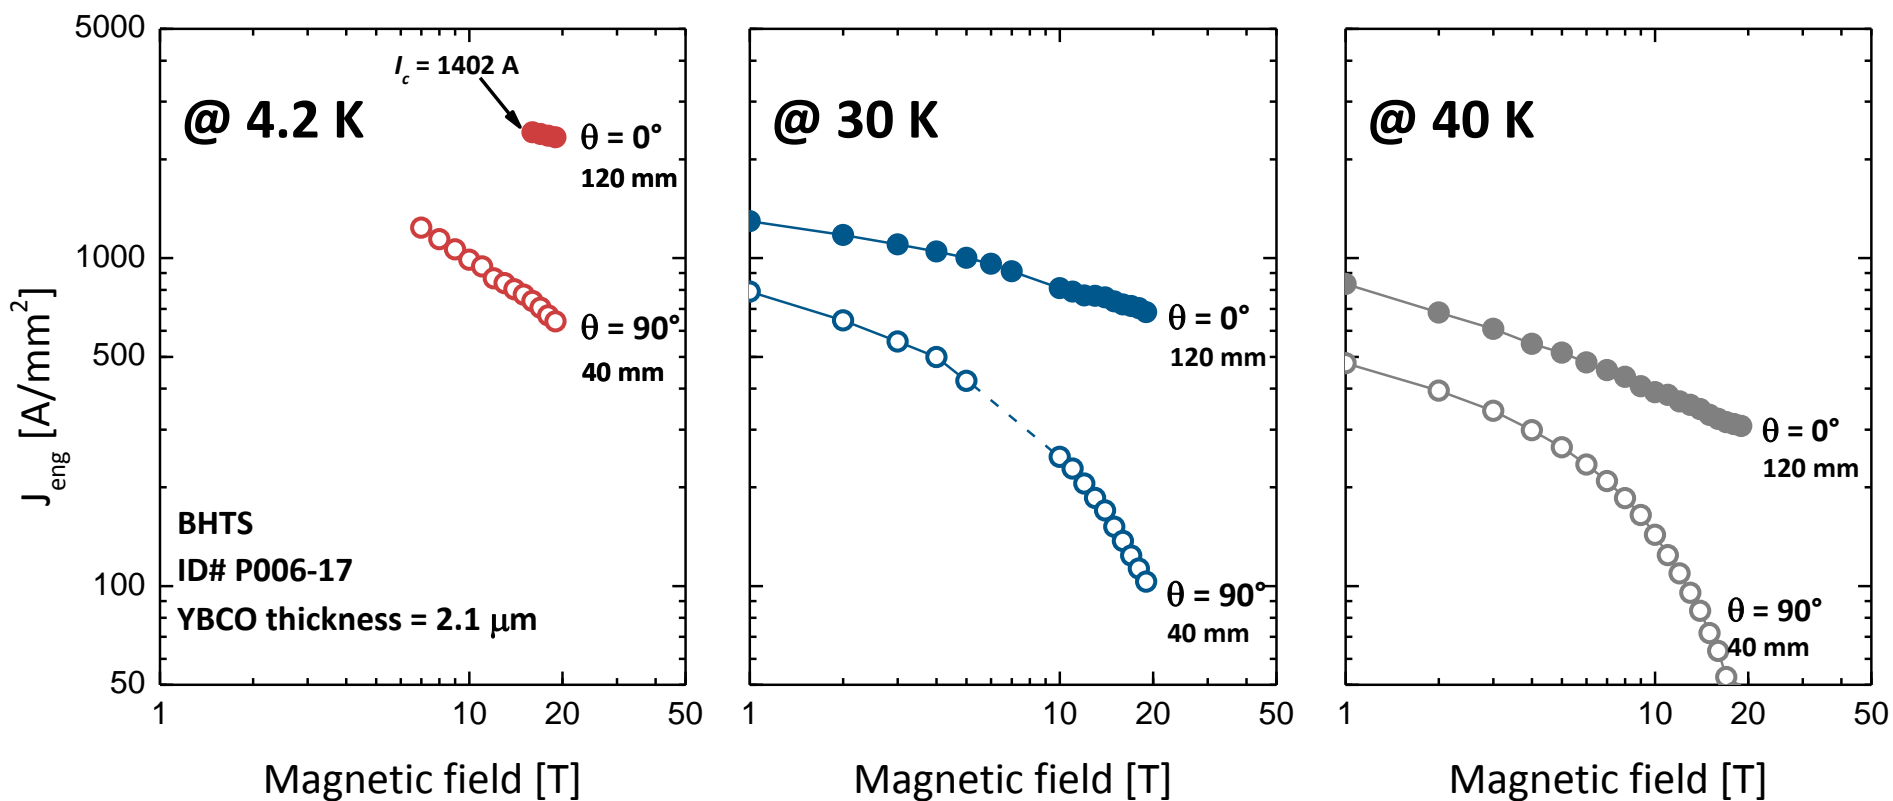 5000
1000
500
100
50
J_eng [A/mm²]
I_c = 1402 A
@ 4.2 K
θ = 0°
120 mm
θ = 90°
40 mm
BHTS
ID# P006-17
YBCO thickness = 2.1 μm
1 10 20 50
Magnetic field [T]
@ 30 K
θ = 0°
120 mm
θ = 90°
40 mm
1 10 20 50
Magnetic field [T]
@ 40 K
θ = 0°
120 mm
θ = 90°
40 mm
1 10 20 50
Magnetic field [T]